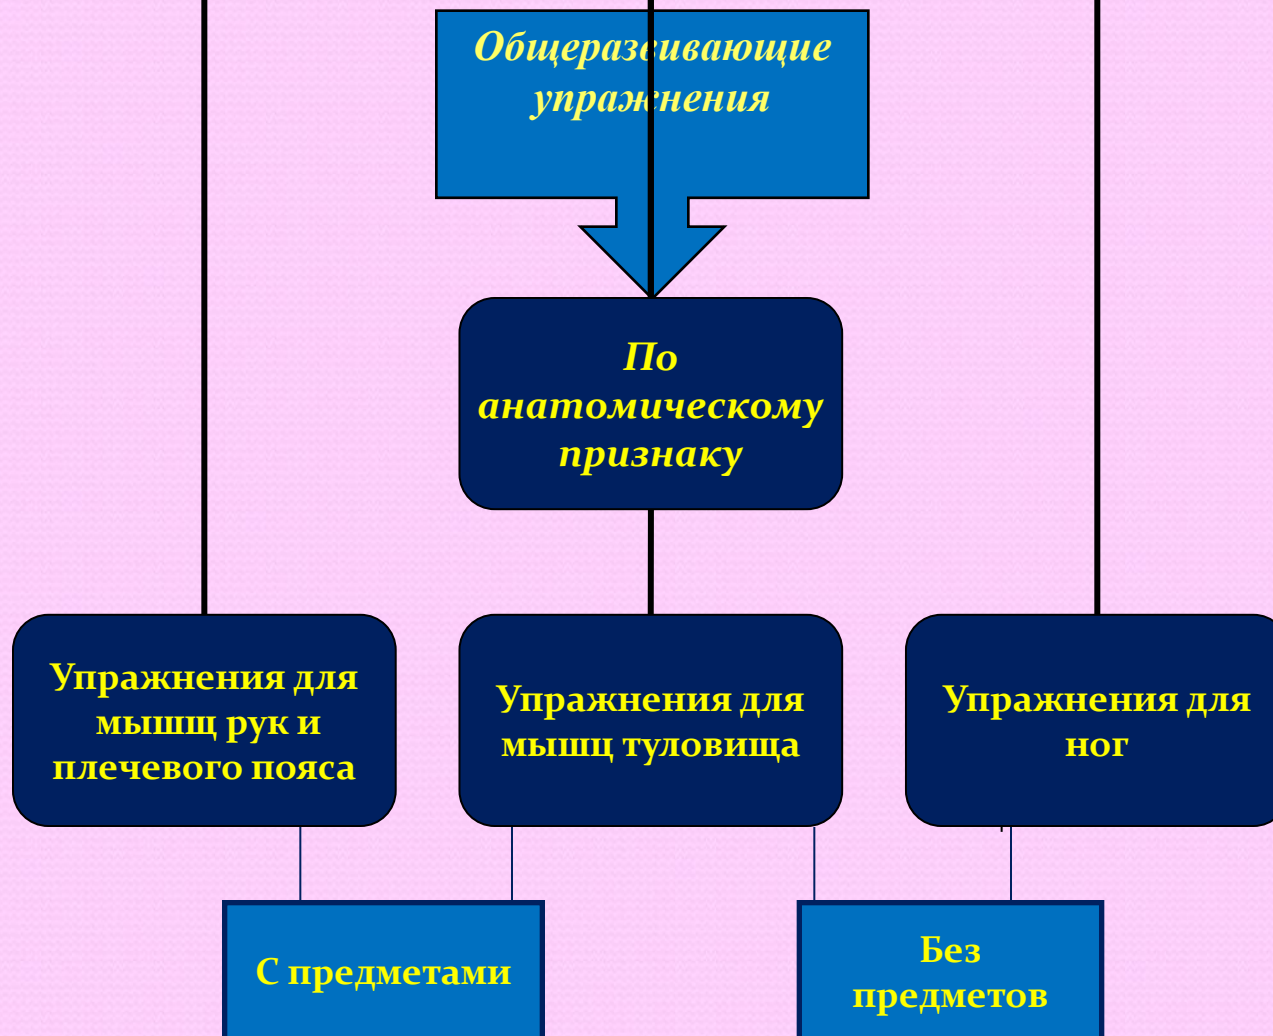 Общеразвивающие
упражнения
По
анатомическому
признаку
Упражнения для
мышщ рук и
плечевого пояса
Упражнения для
мышц туловища
Упражнения для
ног
С предметами
Без
предметов